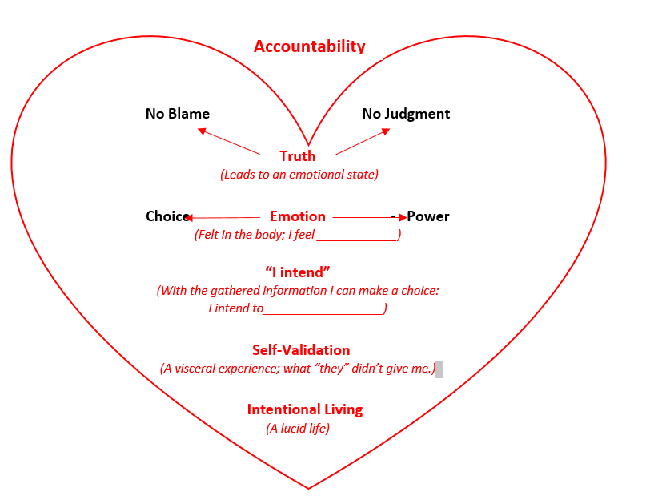 Accountability
No Blame No Judgment
Truth
(Leads to an emotional state)
Choice Emotion - Power
(Felt in the body; I feel ______________)
“I intend”
(With the gathered information I can make a choice:
I intend to_____________________)
Self-Validation
(A visceral experience; what “they” didn’t give me.)
Intentional Living
(A lucid life)